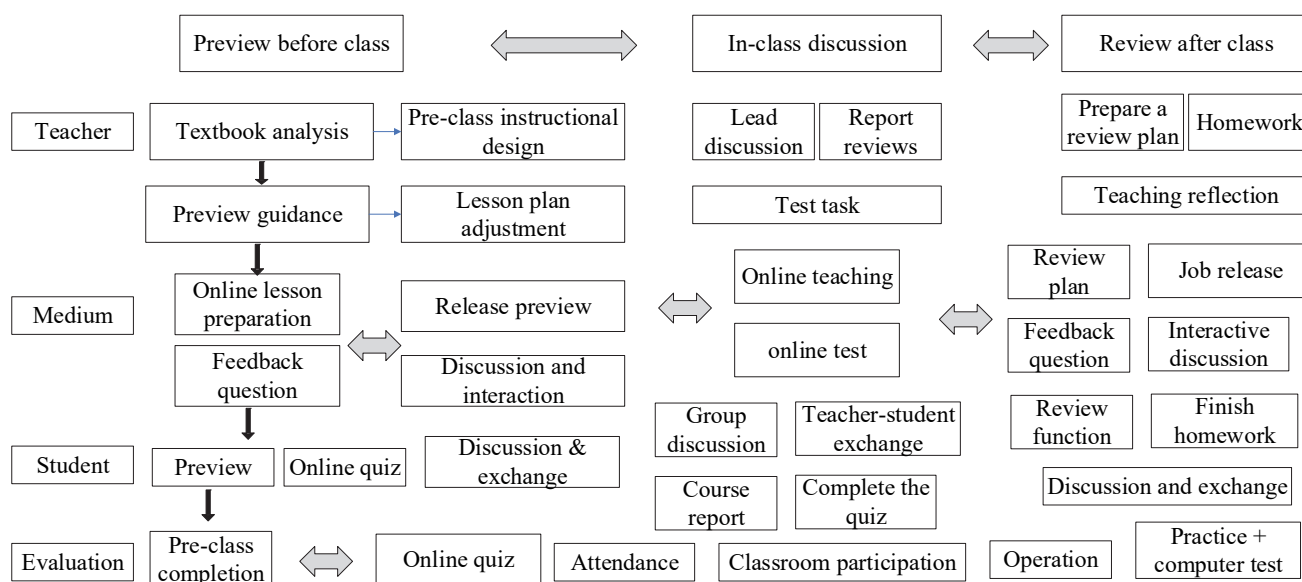 Preview before class
In-class discussion
Review after class
Teacher
Textbook analysis
Pre-class instructional
design
Lead
discussion
Report
reviews
Prepare a
review plan
Homework
Preview guidance
Lesson plan
adjustment
Test task
Teaching reflection
Medium
Online lesson
preparation
Release preview
Online teaching
Review
plan
Job release
Feedback
question
Discussion and
interaction
online test
Feedback
question
Interactive
discussion
Student
Preview
Online quiz
Discussion &
exchange
Group
discussion
Teacher-student
exchange
Review
function
Finish
homework
Course
report
Complete the
quiz
Discussion and exchange
Evaluation
Pre-class
completion
Online quiz
Attendance
Classroom participation
Operation
Practice +
computer test